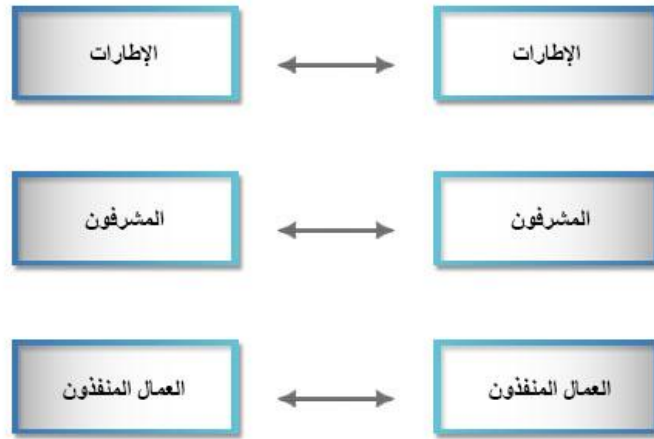 الإطارات
الإطارات
المشرفون
المشرفون
العمال المنفذون
العمال المنفذون